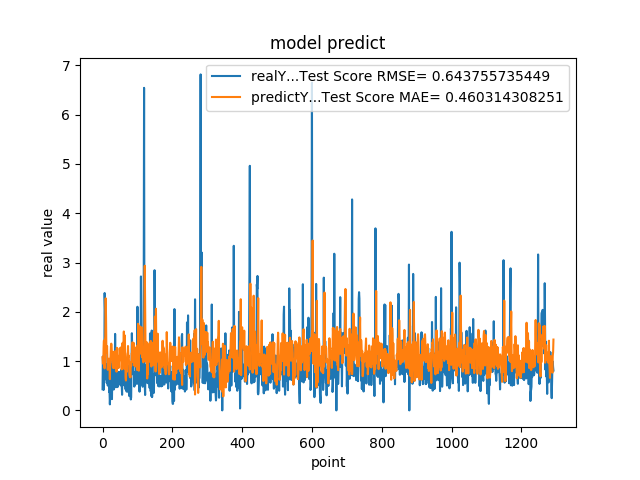 model predict
realY...Test Score RMSE= 0.643755735449
predictY...Test Score MAE= 0.460314308251
7
6
5
4
3
2
1
0
real value
0 200 400 600 800 1000 1200
point